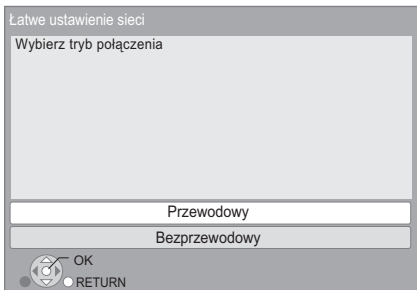 Łatwe ustawienie sieci
Wybierz tryb połączenia
Przewodowy
Bezprzewodowy
OK
RETURN